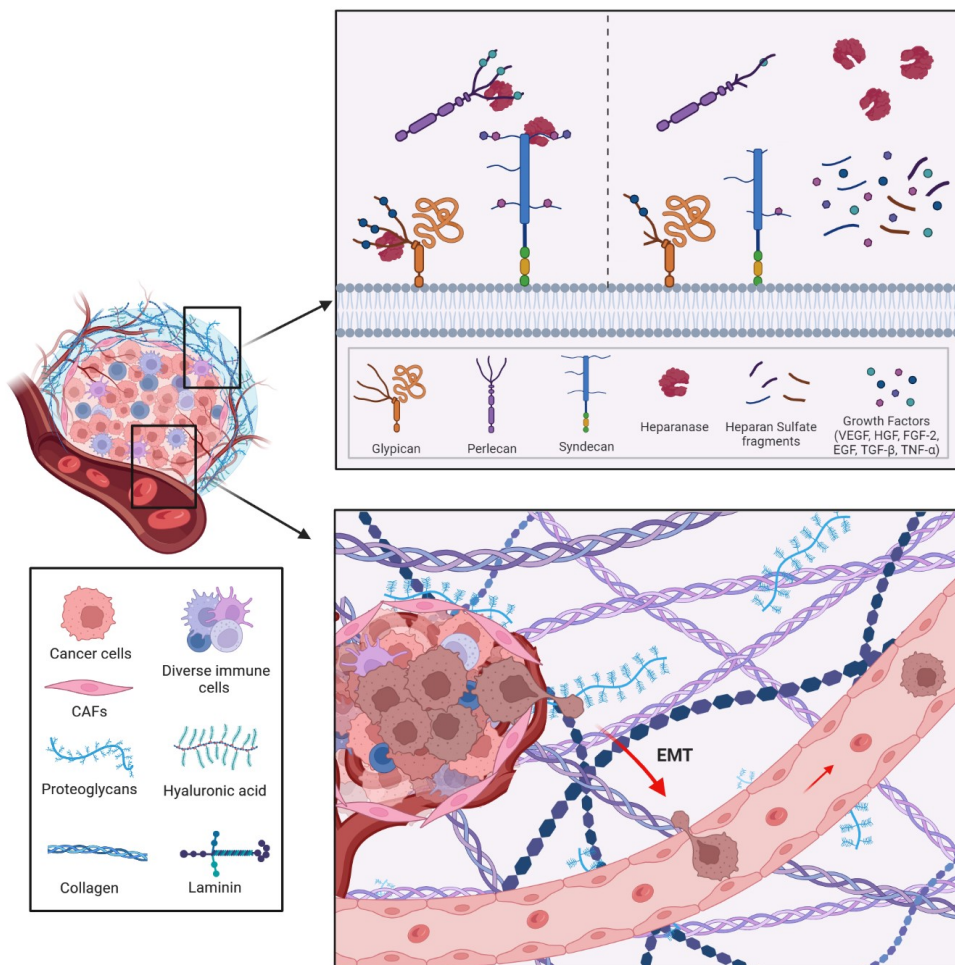 Glypican
Perlecan
Syndecan
Heparanase
Heparan Sulfate
fragments
Growth Factors
(VEGF, HGF, FGF-2,
EGF, TGF-β, TNF-α)
Cancer cells
Diverse immune
cells
CAFs
Proteoglycans
Hyaluronic acid
Collagen
Laminin
EMT